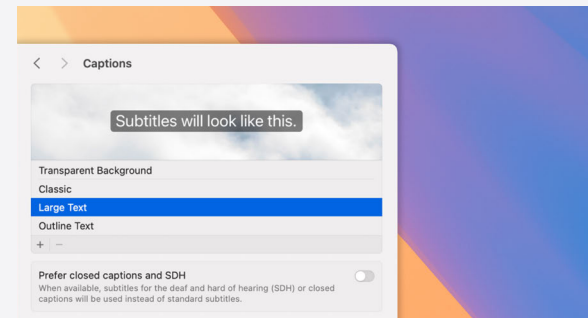 Captions
Subtitles will look like this.
Transparent Background
Classic
Large Text
Outline Text
+ −
Prefer closed captions and SDH
When available, subtitles for the deaf and hard of hearing (SDH) or closed
captions will be used instead of standard subtitles.